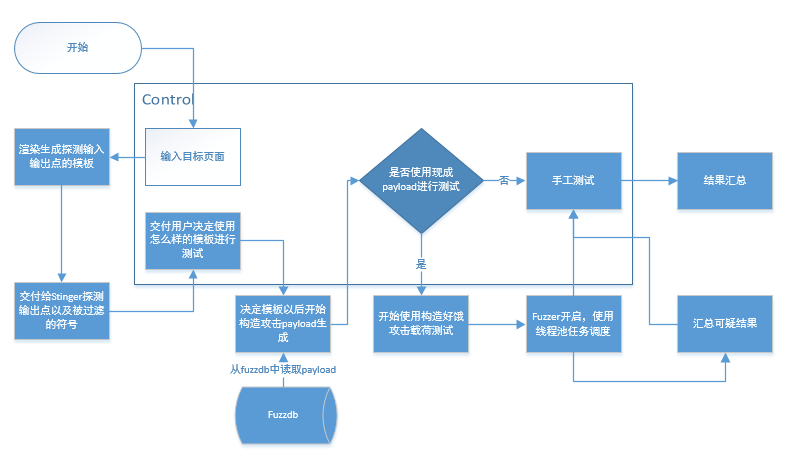 开始
Control
渲染生成探测输入
输出点的模板
输入目标页面
是否使用现成
payload进行测试
否
手工测试
结果汇总
交付用户决定使用
怎么样的模板进行
测试
是
交付给Stinger探测
输出点以及被过滤
的符号
决定模板以后开始
构造攻击payload生
成
开始使用构造好饿
攻击载荷测试
Fuzzer开启，使用
线程池任务调度
汇总可疑结果
从fuzzdb中读取payload
Fuzzdb